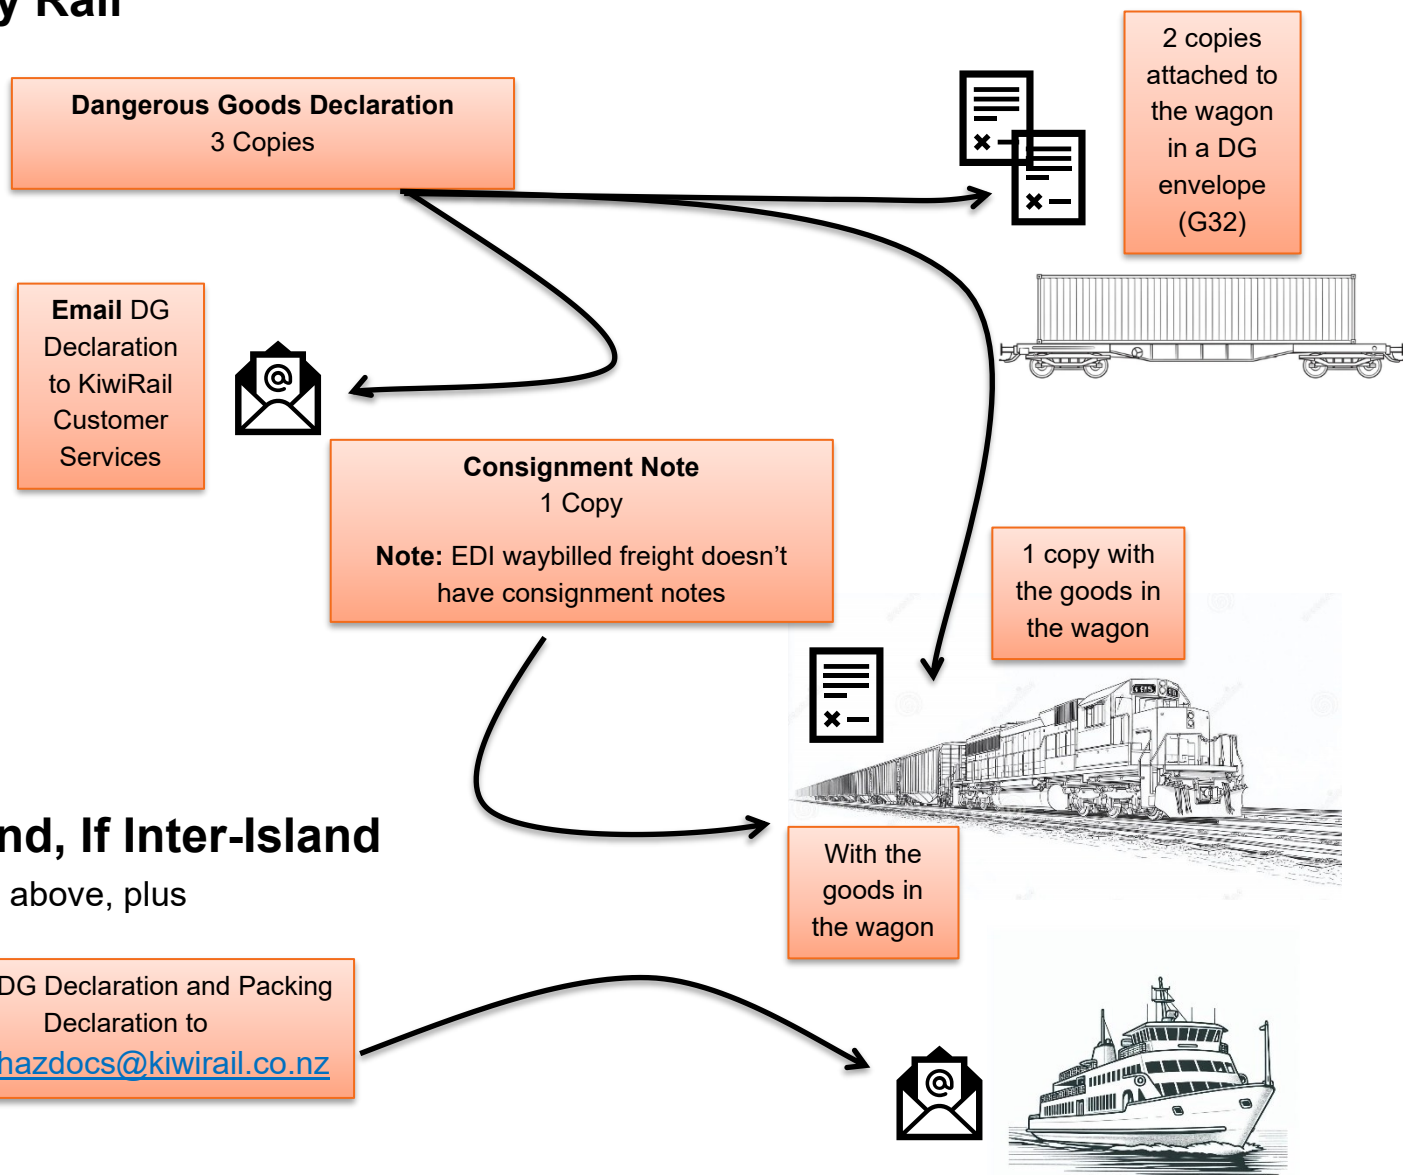 y Rail
Dangerous Goods Declaration
3 Copies
2 copies
attached to
the wagon
in a DG
envelope
(G32)
Email DG
Declaration
to KiwiRail
Customer
Services
Consignment Note
1 Copy
Note: EDI waybilled freight doesn’t
have consignment notes
1 copy with
the goods in
the wagon
With the
goods in
the wagon
nd, If Inter-Island
above, plus
DG Declaration and Packing
Declaration to
hazdocs@kiwirail.co.nz